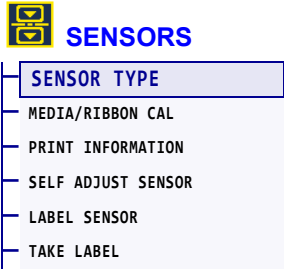 SENSORS
SENSOR TYPE
MEDIA/RIBBON CAL
PRINT INFORMATION
SELF ADJUST SENSOR
LABEL SENSOR
TAKE LABEL